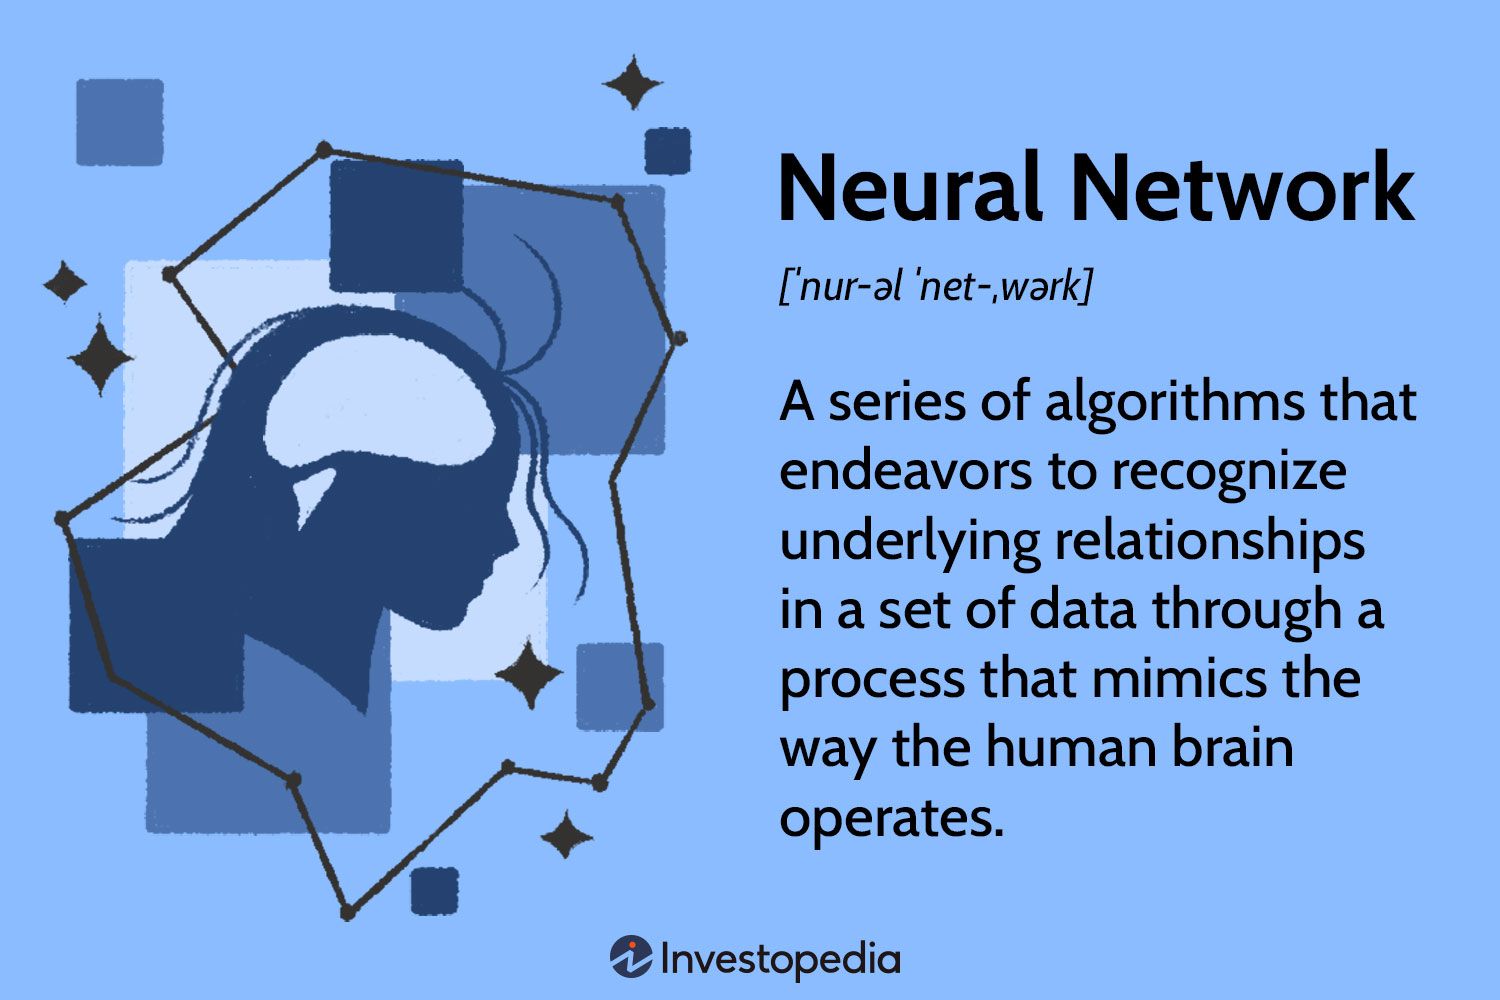 Neural Network
[ˈnur-əl ˈnet-ˌwərk]
A series of algorithms that
endeavors to recognize
underlying relationships
in a set of data through a
process that mimics the
way the human brain
operates.
Investopedia